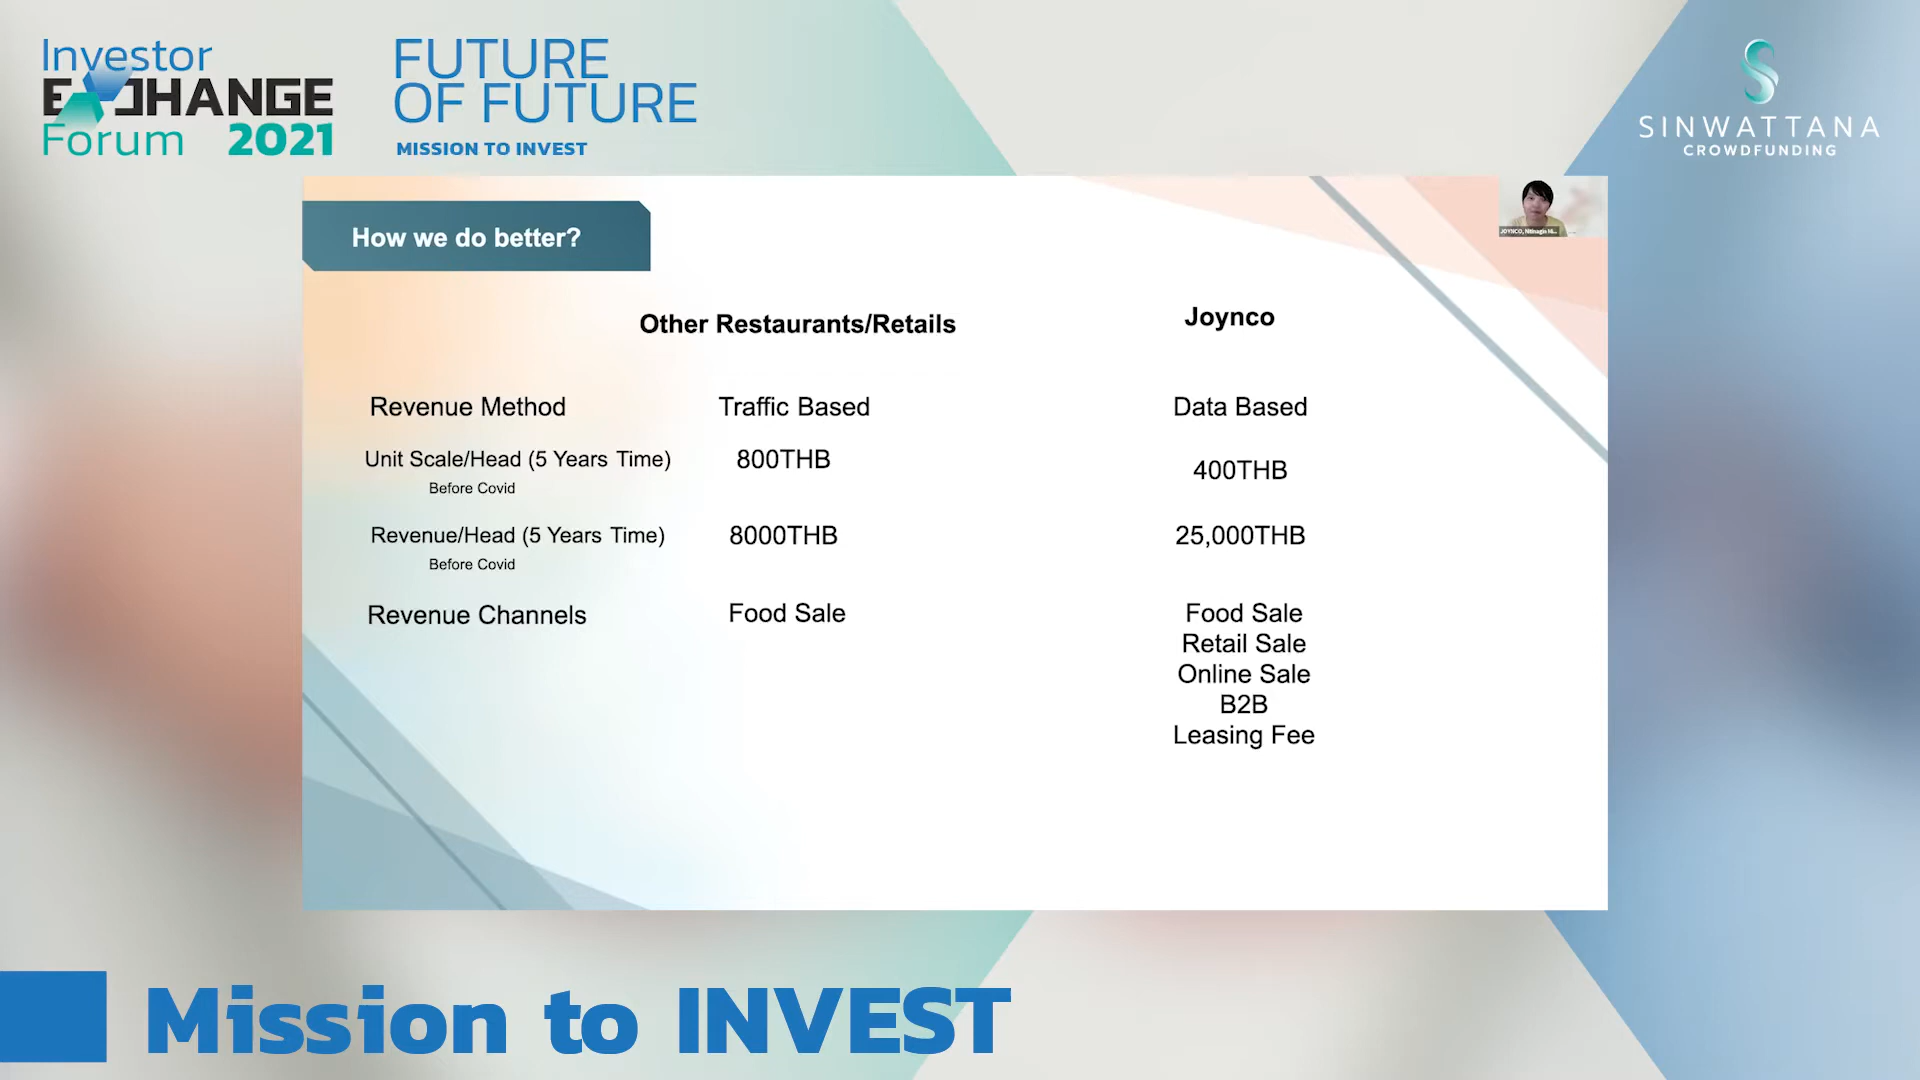 Investor
EXCHANGE
Forum 2021
FUTURE
OF FUTURE
MISSION TO INVEST
SINWATTANA
CROWDFUNDING
How we do better?
Other Restaurants/Retails
Joynco
Revenue Method
Traffic Based
Data Based
Unit Scale/Head (5 Years Time)
Before Covid
800THB
400THB
Revenue/Head (5 Years Time)
Before Covid
8000THB
25,000THB
Revenue Channels
Food Sale
Food Sale
Retail Sale
Online Sale
B2B
Leasing Fee
JOYNCO,
Mission to INVEST